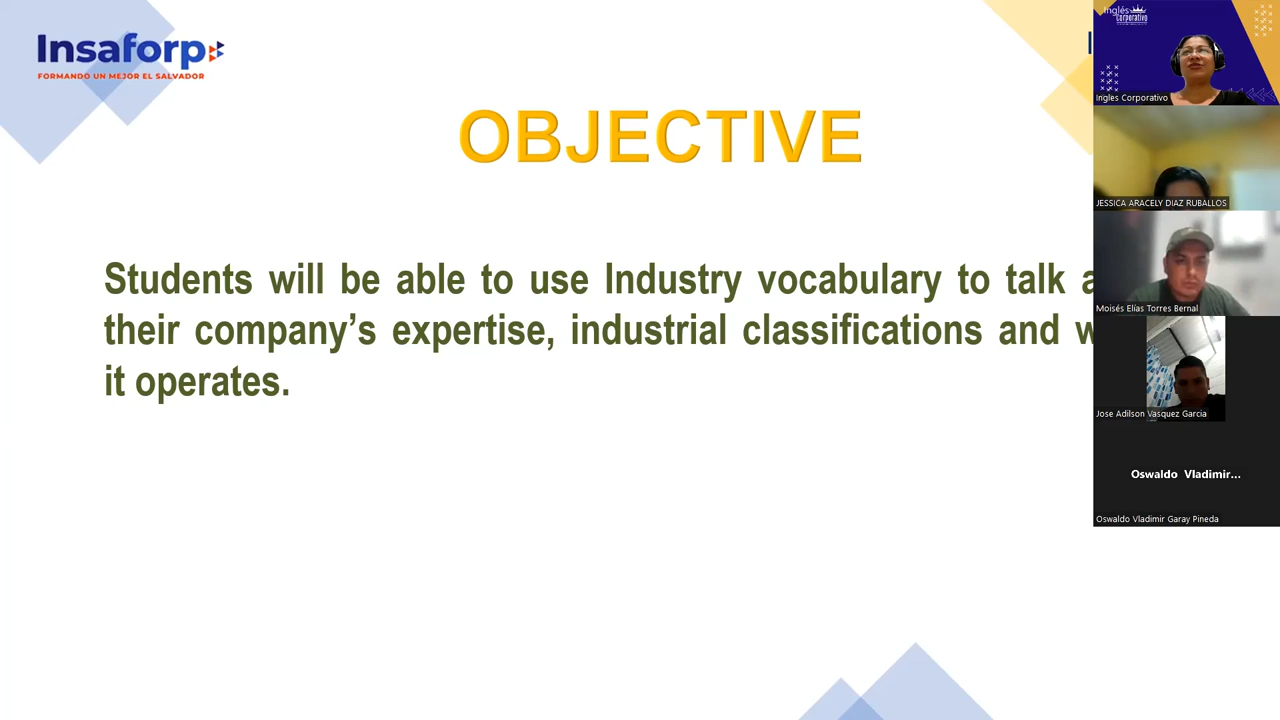 Insaforp
FORMANDO UN MEJOR EL SALVADOR
OBJECTIVE
Students will be able to use Industry vocabulary to talk
their company’s expertise, industrial classifications and
it operates.
Inglés
Corporativo
Ingles Corporativo
JESSICA ARACELY DIAZ RUBALLOS
Moisés Elías Torres Bernal
Jose Adilson Vasquez Garcia
Oswaldo Vladimir...
Oswaldo Vladimir Garay Pineda